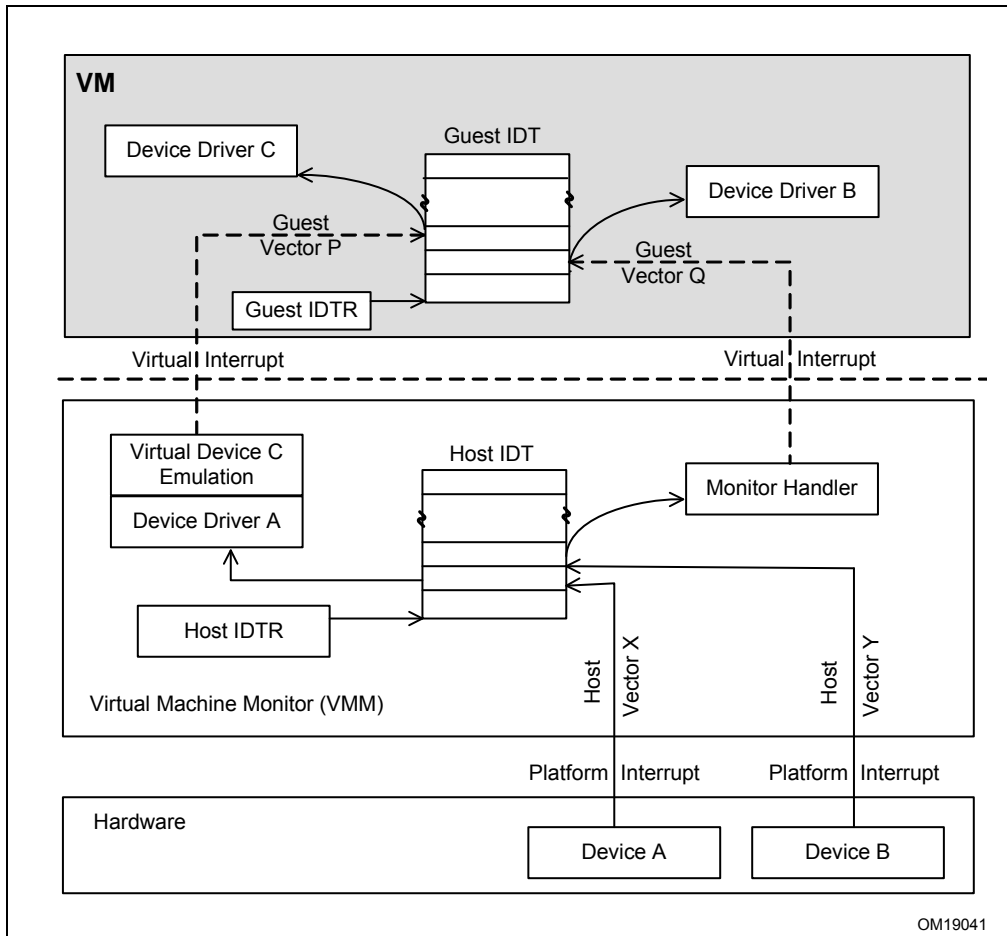 VM
Guest IDT
Device Driver C
Device Driver B
Guest
Vector P
Guest
Vector Q
Guest IDTR
Virtual Interrupt
Virtual Interrupt
Virtual Device C
Emulation
Device Driver A
Host IDT
Monitor Handler
Host IDTR
Host
Vector X
Host
Vector Y
Virtual Machine Monitor (VMM)
Platform Interrupt
Platform Interrupt
Hardware
Device A
Device B
OM19041